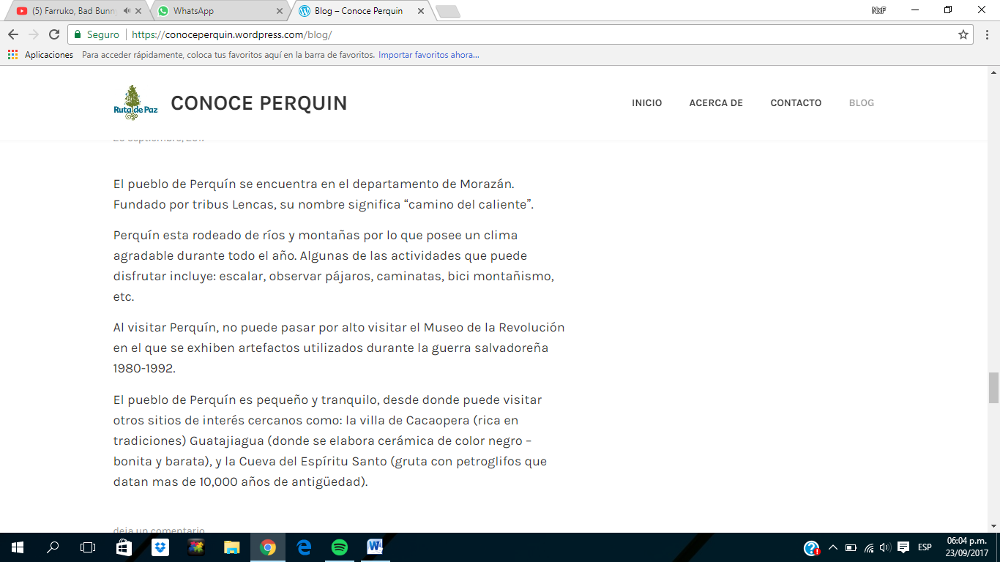 (5) Farruko, Bad Bunn
WhatsApp
Blog – Conoce Perquin
NxF
Seguro
https://conoceperquin.wordpress.com/blog/
Aplicaciones
Para acceder rápidamente, coloca tus favoritos aquí en la barra de favoritos. Importar favoritos ahora...
Ruta de Paz
CONOCE PERQUIN
INICIO
ACERCA DE
CONTACTO
BLOG
El pueblo de Perquín se encuentra en el departamento de Morazán.
Fundado por tribus Lencas, su nombre significa “camino del caliente”.
Perquín esta rodeado de ríos y montañas por lo que posee un clima
agradable durante todo el año. Algunas de las actividades que puede
disfrutar incluye: escalar, observar pájaros, caminatas, bici montañismo,
etc.
Al visitar Perquín, no puede pasar por alto visitar el Museo de la Revolución
en el que se exhiben artefactos utilizados durante la guerra salvadoreña
1980-1992.
El pueblo de Perquín es pequeño y tranquilo, desde donde puede visitar
otros sitios de interés cercanos como: la villa de Cacaopera (rica en
tradiciones) Guatajiagua (donde se elabora cerámica de color negro –
bonita y barata), y la Cueva del Espíritu Santo (gruta con petroglifos que
datan mas de 10,000 años de antigüedad).
deja un comentario
ESP
06:04 p.m.
23/09/2017